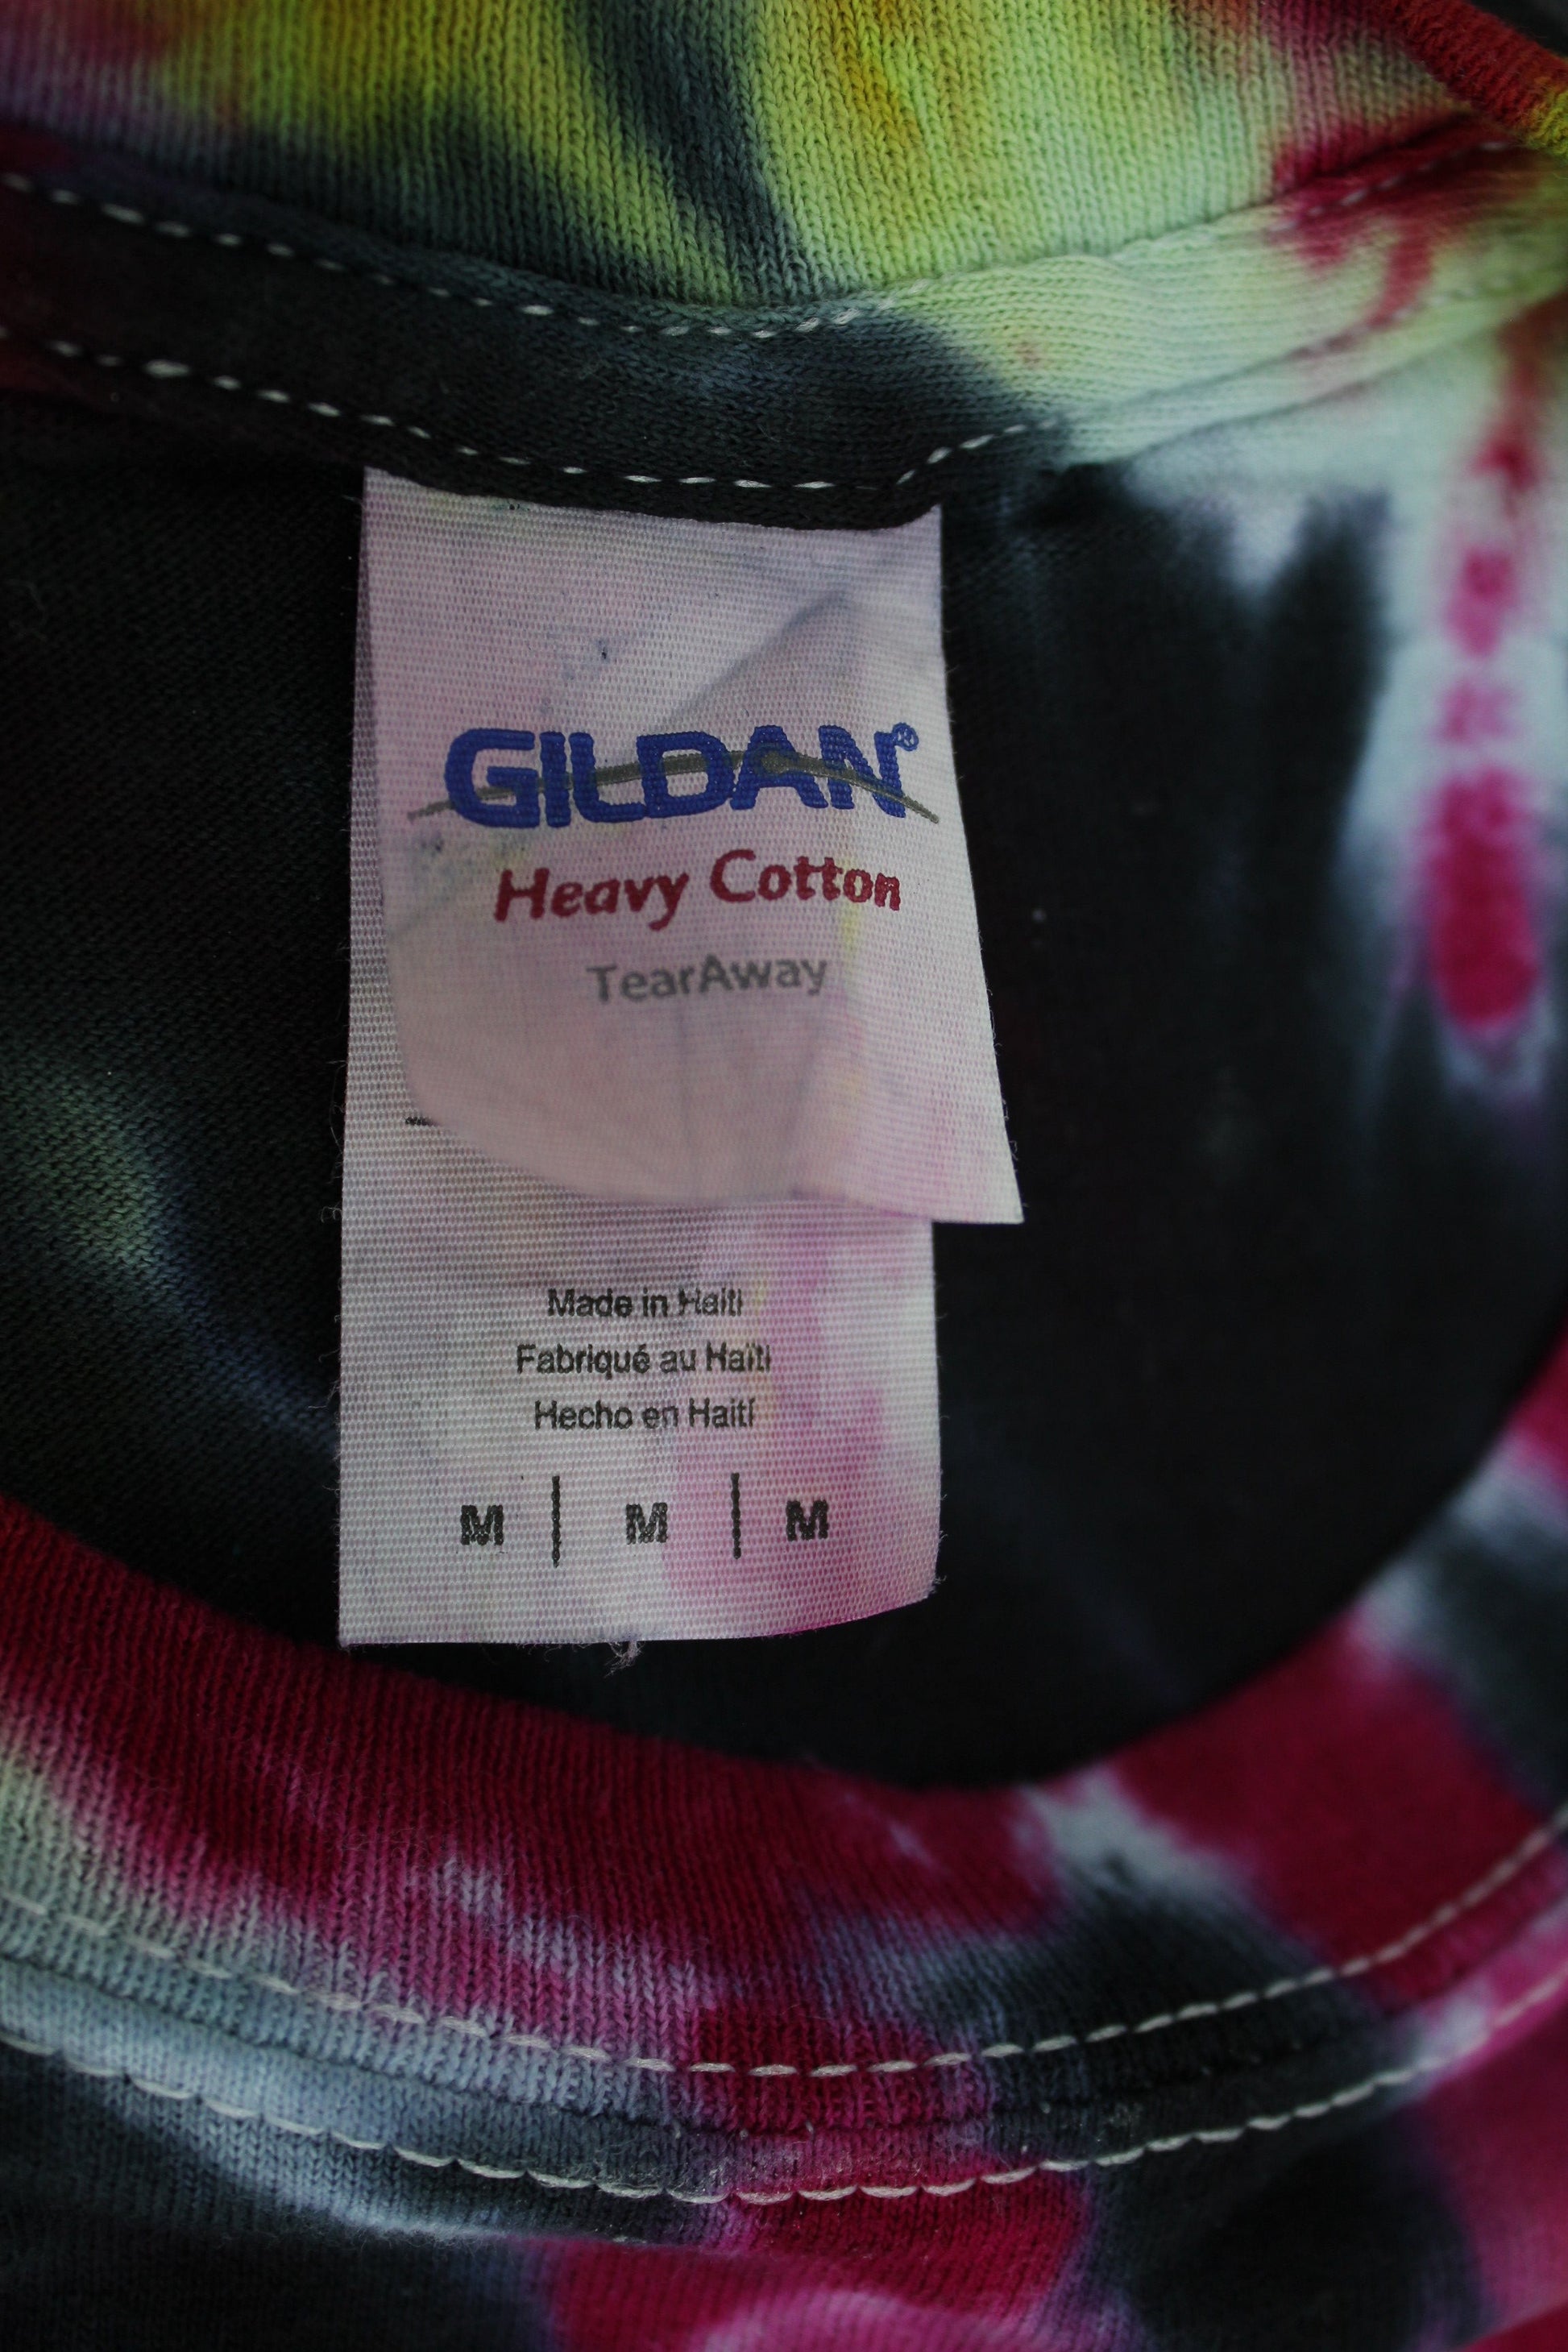 GILDAN®
Heavy Cotton
TearAway
Made in Haiti
Fabriqué au Haïti
Hecho en Haití
M | M | M